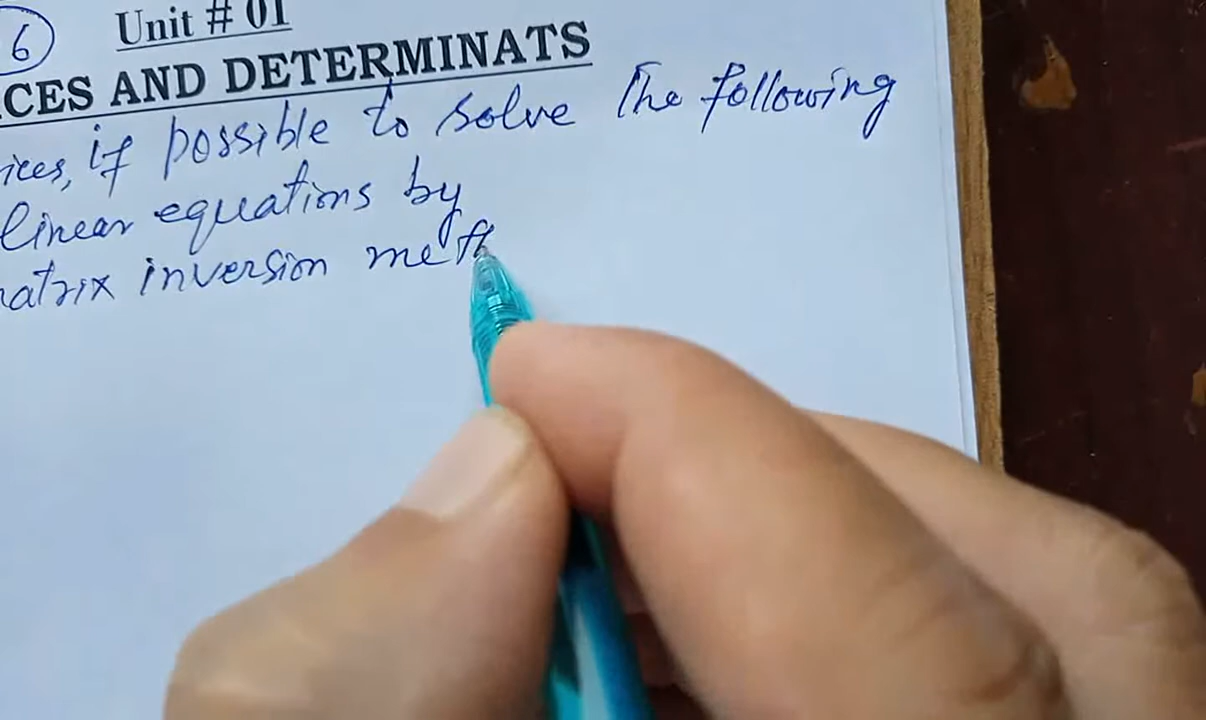 6 Unit # 01
CES AND DETERMINATS
ices, if possible to solve the following
linear equations by
atrix inversion meth